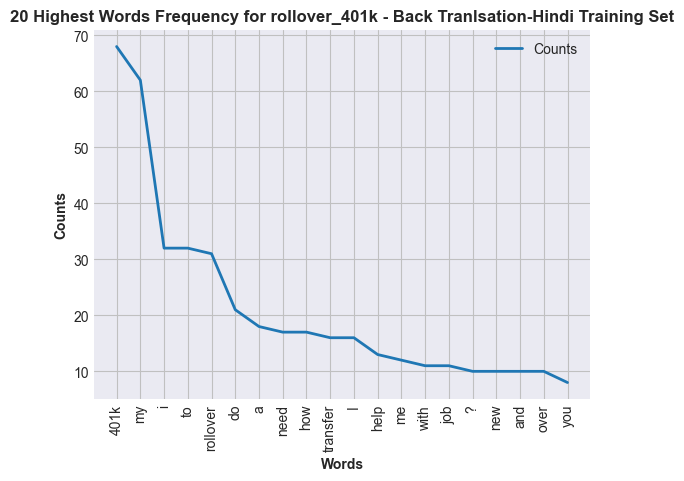 20 Highest Words Frequency for rollover_401k - Back Tranlsation-Hindi Training Set
Counts
70
60
50
40
30
20
10
Counts
401k
my
i
to
rollover
do
a
need
how
transfer
I
help
me
with
job
?
new
and
over
you
Words